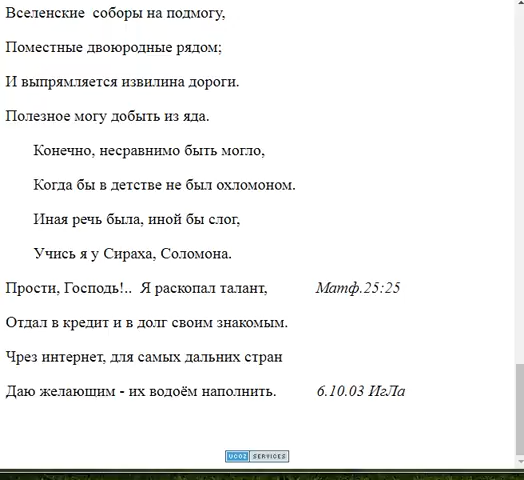 Вселенские соборы на подмогу,
Поместные двоюродные рядом;
И выпрямляется извилина дороги.
Полезное могу добыть из яда.
Конечно, несравнимо быть могло,
Когда бы в детстве не был охломоном.
Иная речь была, иной бы слог,
Учись я у Сираха, Соломона.
Прости, Господь!.. Я раскопал талант, Матф.25:25
Отдал в кредит и в долг своим знакомым.
Чрез интернет, для самых дальних стран
Даю желающим - их водоём наполнить. 6.10.03 ИгЛа
UCOZ SERVICES